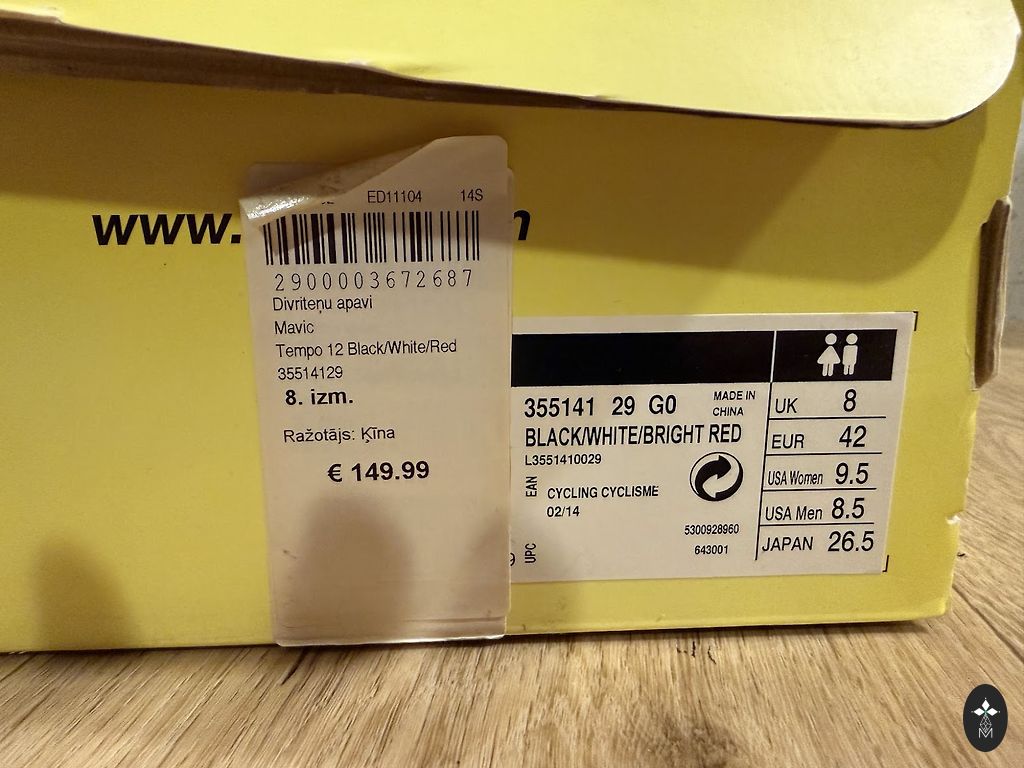 www.
ED11104 14S
2900003672687
Divriteņu apavi
Mavic
Tempo 12 Black/White/Red
35514129
8. izm.
Ražotājs: Ķīna
€ 149.99
355141 29 G0
MADE IN
CHINA
BLACK/WHITE/BRIGHT RED
L3551410029
EAN
CYCLING CYCLISME
02/14
5300928960
643001
UPC
UK 8
EUR 42
USA Women 9.5
USA Men 8.5
JAPAN 26.5
M